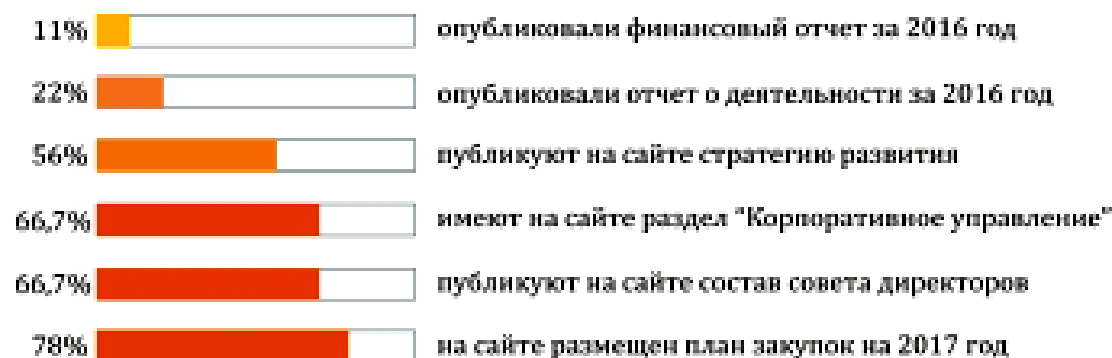 11% опубликовали финансовый отчет за 2016 год
22% опубликовали отчет о деятельности за 2016 год
56% публикуют на сайте стратегию развития
66,7% имеют на сайте раздел "Корпоративное управление"
66,7% публикуют на сайте состав совета директоров
78% на сайте размещен план закупок на 2017 год